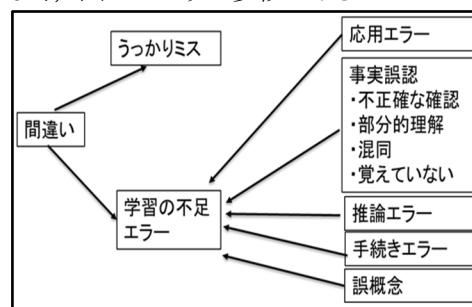 うっかりミス
間違い
学習の不足
エラー
応用エラー
事実誤認
・不正確な確認
・部分的理解
・混同
・覚えていない
推論エラー
手続きエラー
誤概念